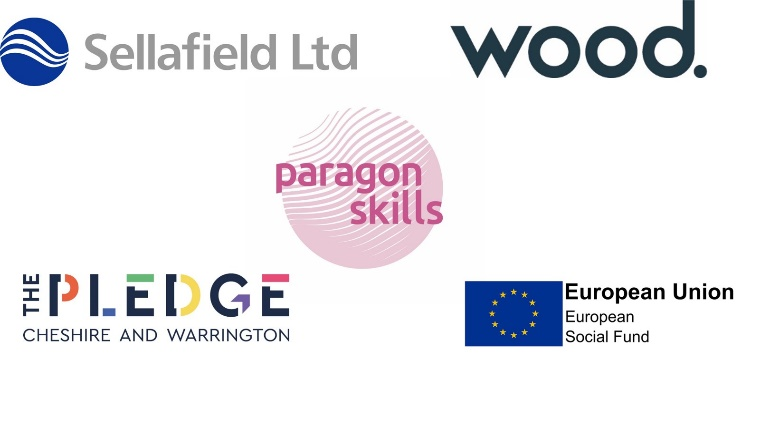 Sellafield Ltd
wood.
paragon
skills
THE PLEDGE
CHESHIRE AND WARRINGTON
European Union
European
Social Fund